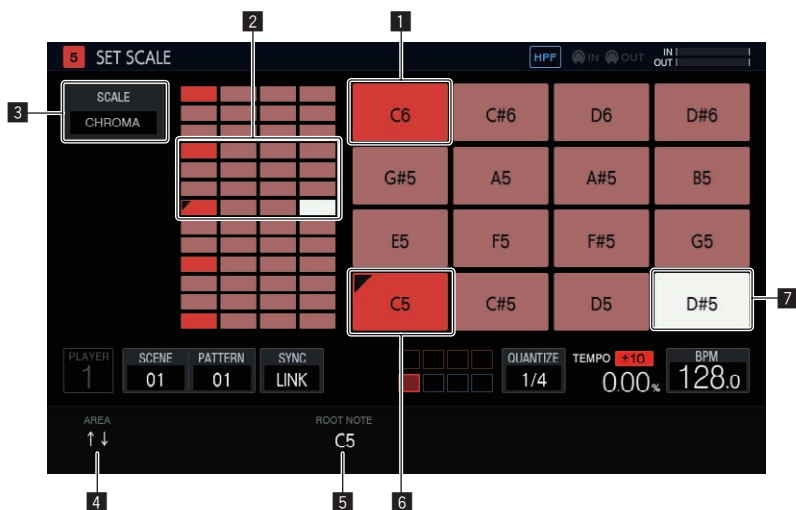 2
1
5 SET SCALE
HPF IN OUT IN OUT
3
SCALE
CHROMA
C6 C#6 D6 D#6
G#5 A5 A#5 B5
E5 F5 F#5 G5
C5 C#5 D5 D#5
7
PLAYER SCENE PATTERN SYNC QUANTIZE TEMPO +10 BPM
1 01 01 LINK 1/4 0.00% 128.0
AREA ROOT NOTE
↑↓ C5
4 5 6